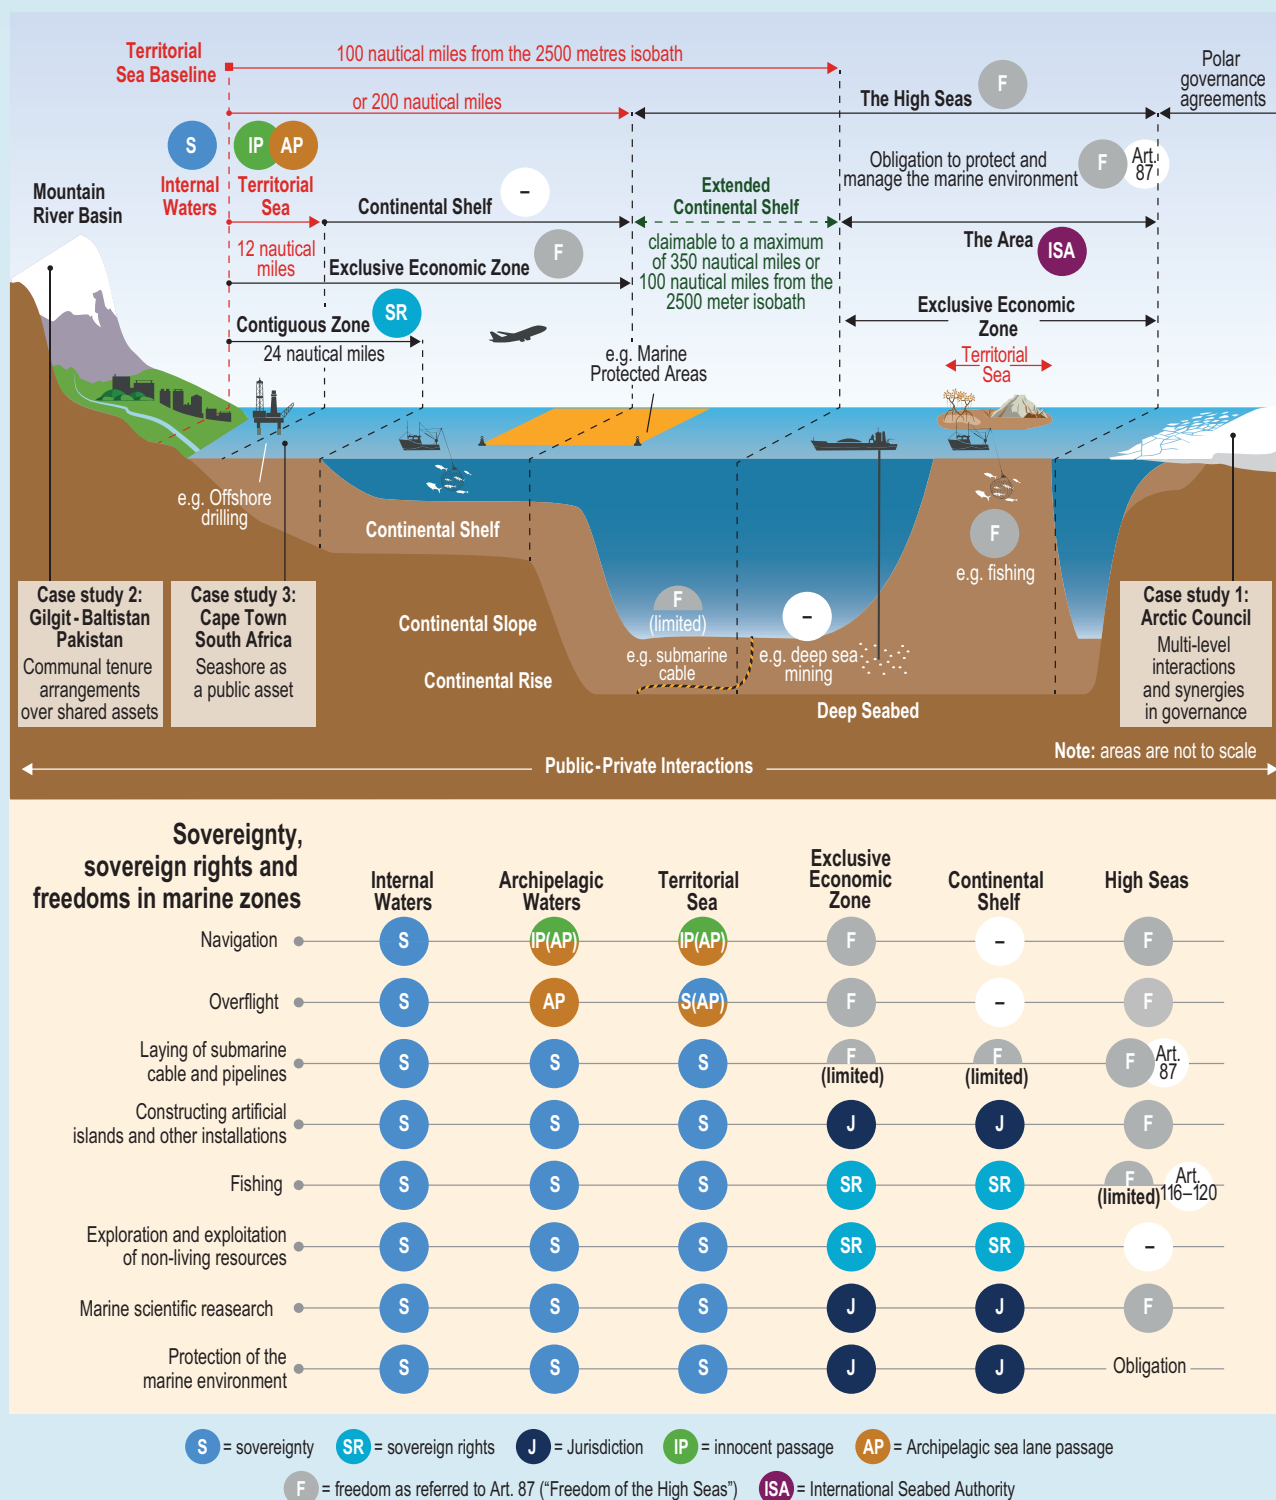 Territorial
Sea Baseline
100 nautical miles from the 2500 metres isobath
or 200 nautical miles
The High Seas
F
Polar
governance
agreements
S
IP
AP
Internal
Waters
Territorial
Sea
Mountain
River Basin
Continental Shelf
–
Extended
Continental Shelf
Obligation to protect and
manage the marine environment
F
Art.
87
12 nautical
miles
Exclusive Economic Zone
F
claimable to a maximum
of 350 nautical miles or
100 nautical miles from the
2500 meter isobath
The Area
ISA
Contiguous Zone
SR
24 nautical miles
Exclusive Economic
Zone
Territorial
Sea
e.g. Marine
Protected Areas
e.g. Offshore
drilling
Continental Shelf
F
e.g. fishing
Case study 2:
Gilgit-Baltistan
Pakistan
Communal tenure
arrangements
over shared assets
Case study 3:
Cape Town
South Africa
Seashore as
a public asset
Continental Slope
Continental Rise
F
(limited)
e.g. submarine
cable
–
e.g. deep sea
mining
Deep Seabed
Case study 1:
Arctic Council
Multi-level
interactions
and synergies
in governance
Note: areas are not to scale
Public-Private Interactions
Sovereignty,
sovereign rights and
freedoms in marine zones
Internal
Waters
Archipelagic
Waters
Territorial
Sea
Exclusive
Economic
Zone
Continental
Shelf
High Seas
Navigation S IP(AP) IP(AP) F – F
Overflight S AP S(AP) F – F
Laying of submarine
cable and pipelines
S S S F (limited) F (limited) F Art. 87
Constructing artificial
islands and other installations
S S S J J F
Fishing S S S SR SR F (limited) Art. 116–120
Exploration and exploitation
of non-living resources
S S S SR SR –
Marine scientific reasearch S S S J J F
Protection of the
marine environment
S S S J J Obligation
S = sovereignty SR = sovereign rights J = Jurisdiction IP = innocent passage AP = Archipelagic sea lane passage
F = freedom as referred to Art. 87 (“Freedom of the High Seas”) ISA = International Seabed Authority